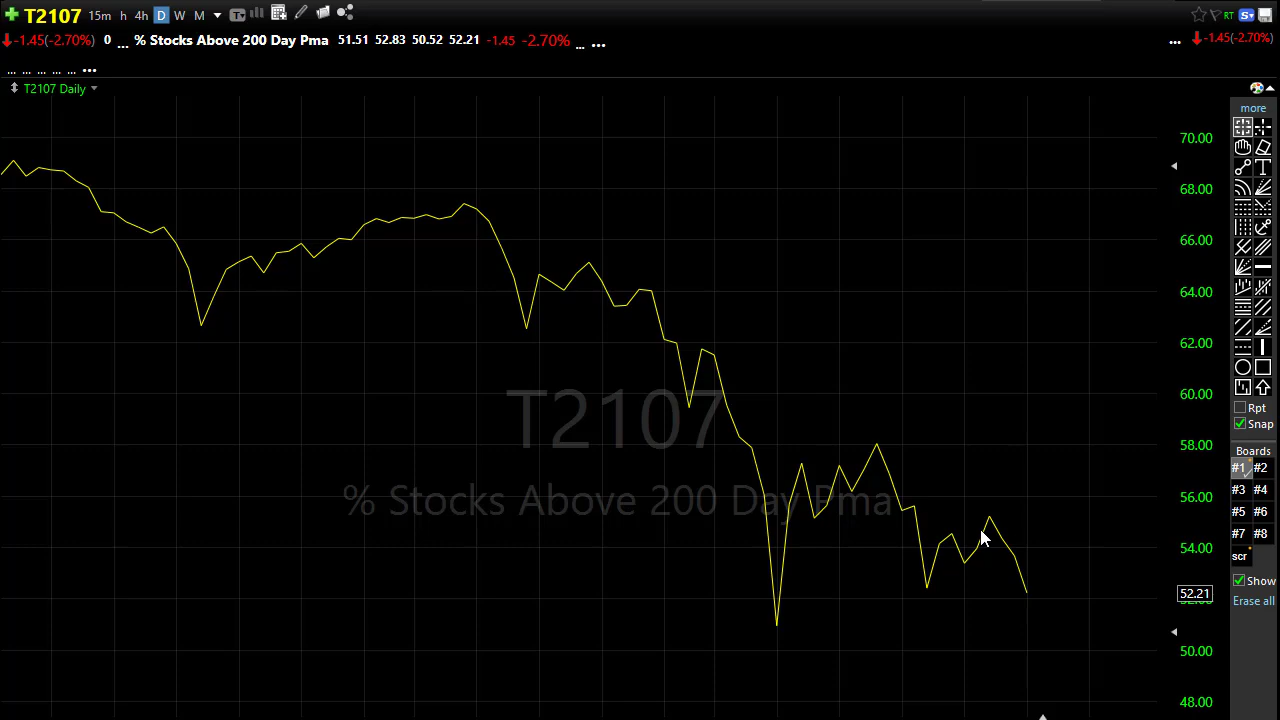 T2107 15m h 4h D W M T RT S
-1.45(-2.70%) 0 ... % Stocks Above 200 Day Pma 51.51 52.83 50.52 52.21 -1.45 -2.70% ... ... ... -1.45(-2.70%)
... ... ... ... ... ...
T2107 Daily
more
70.00
68.00
66.00
64.00
62.00
60.00
58.00
56.00
54.00
52.21
50.00
48.00
T2107
% Stocks Above 200 Day Pma
T
Rpt
Snap
Boards
#1 #2
#3 #4
#5 #6
#7 #8
scr
Show
Erase all